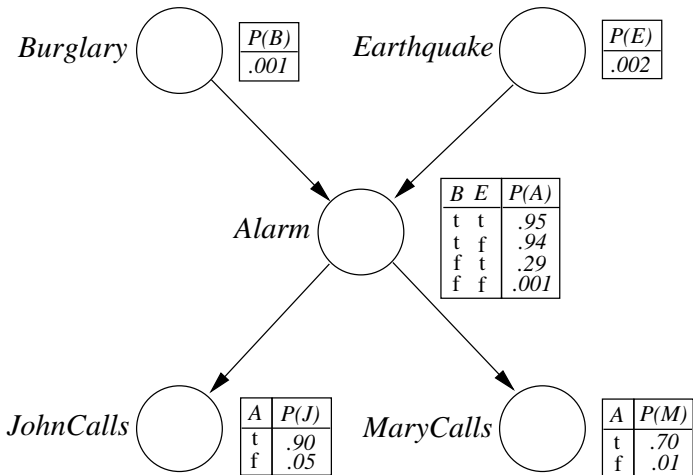 Burglary
P(B)
.001
Earthquake
P(E)
.002
Alarm
B E P(A)
t t .95
t f .94
f t .29
f f .001
JohnCalls
A P(J)
t .90
f .05
MaryCalls
A P(M)
t .70
f .01